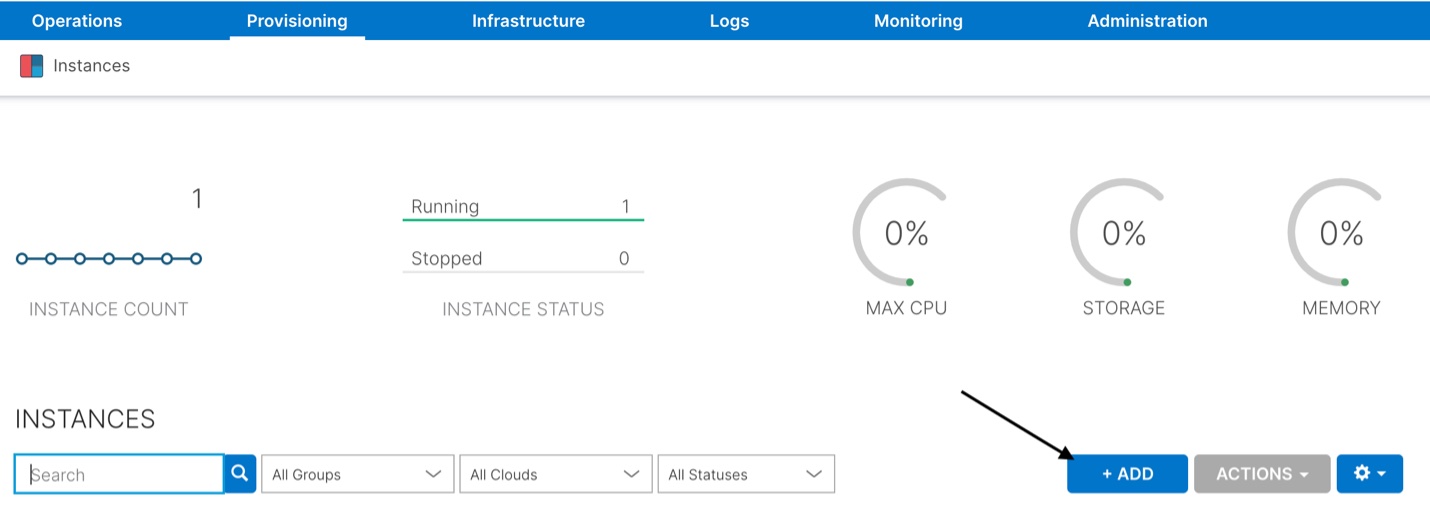 Operations Provisioning Infrastructure Logs Monitoring Administration
Instances
1
INSTANCE COUNT
Running 1
Stopped 0
INSTANCE STATUS
0%
MAX CPU
0%
STORAGE
0%
MEMORY
INSTANCES
Search All Groups All Clouds All Statuses + ADD ACTIONS